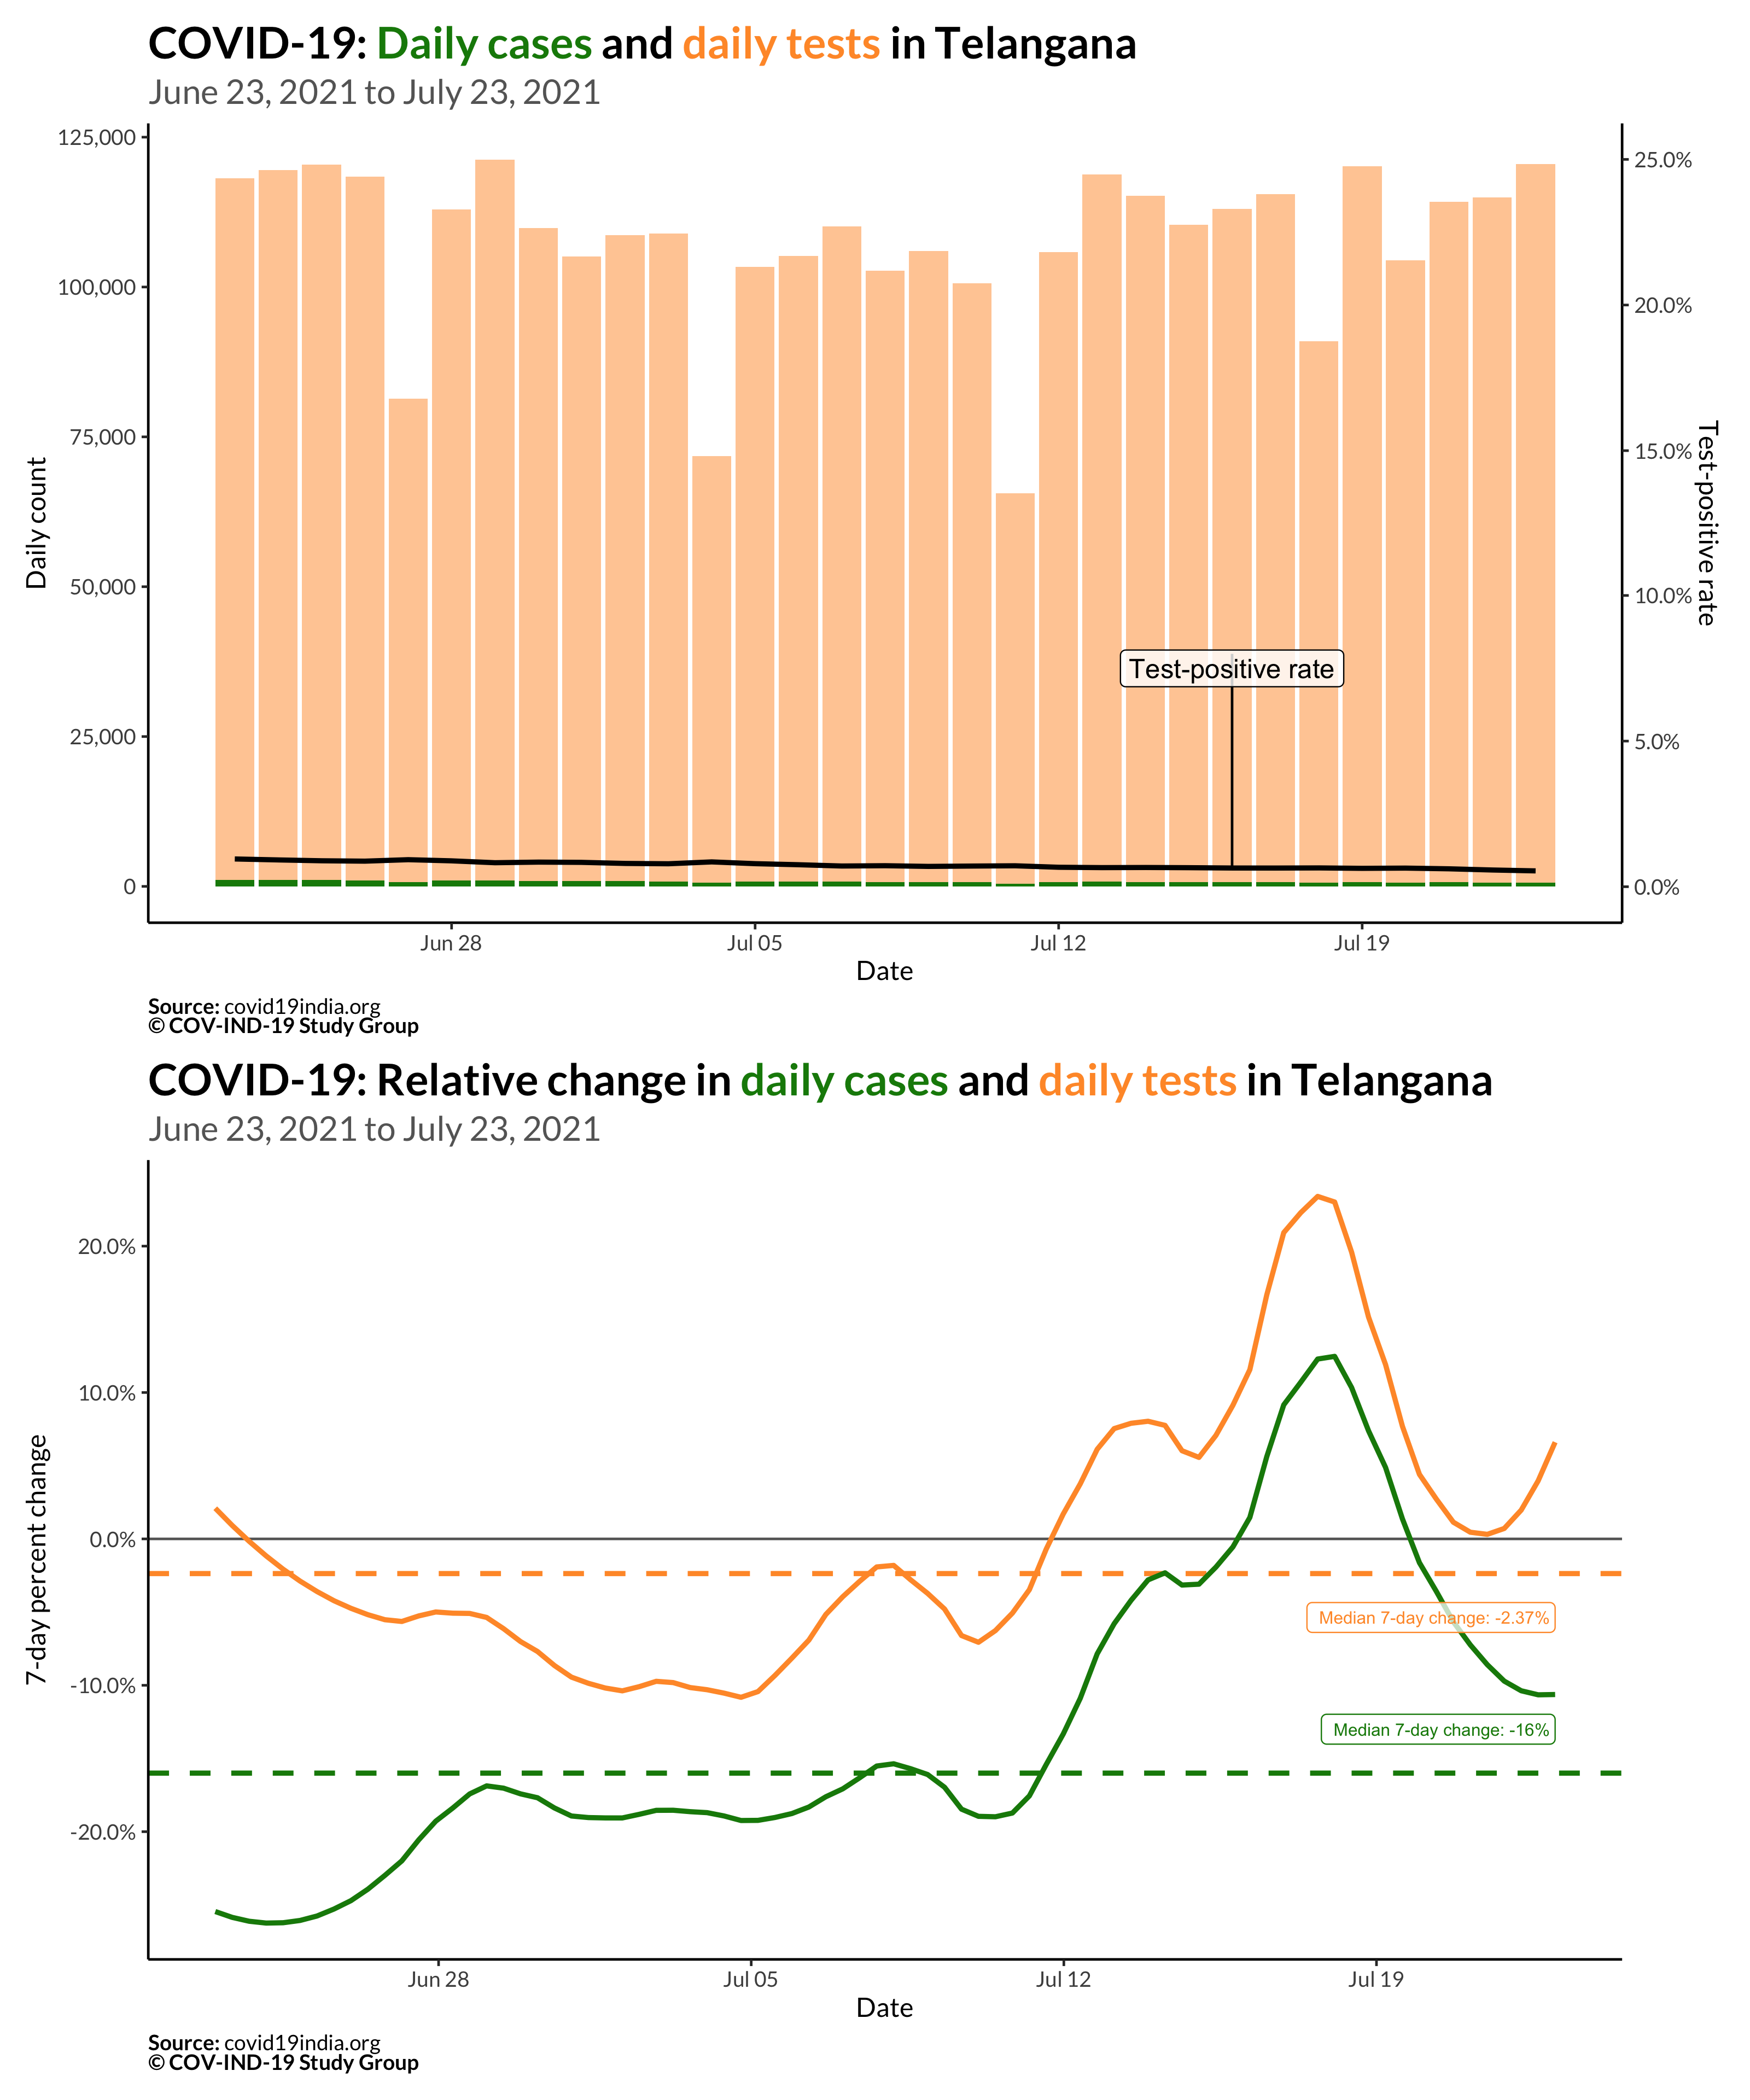 COVID-19: Daily cases and daily tests in Telangana
June 23, 2021 to July 23, 2021
125,000
100,000
75,000
50,000
25,000
0
Daily count
25.0%
20.0%
15.0%
10.0%
5.0%
0.0%
Test-positive rate
Test-positive rate
Jun 28
Jul 05
Jul 12
Jul 19
Date
Source: covid19india.org
© COV-IND-19 Study Group
COVID-19: Relative change in daily cases and daily tests in Telangana
June 23, 2021 to July 23, 2021
20.0%
10.0%
0.0%
-10.0%
-20.0%
7-day percent change
Median 7-day change: -2.37%
Median 7-day change: -16%
Jun 28
Jul 05
Jul 12
Jul 19
Date
Source: covid19india.org
© COV-IND-19 Study Group